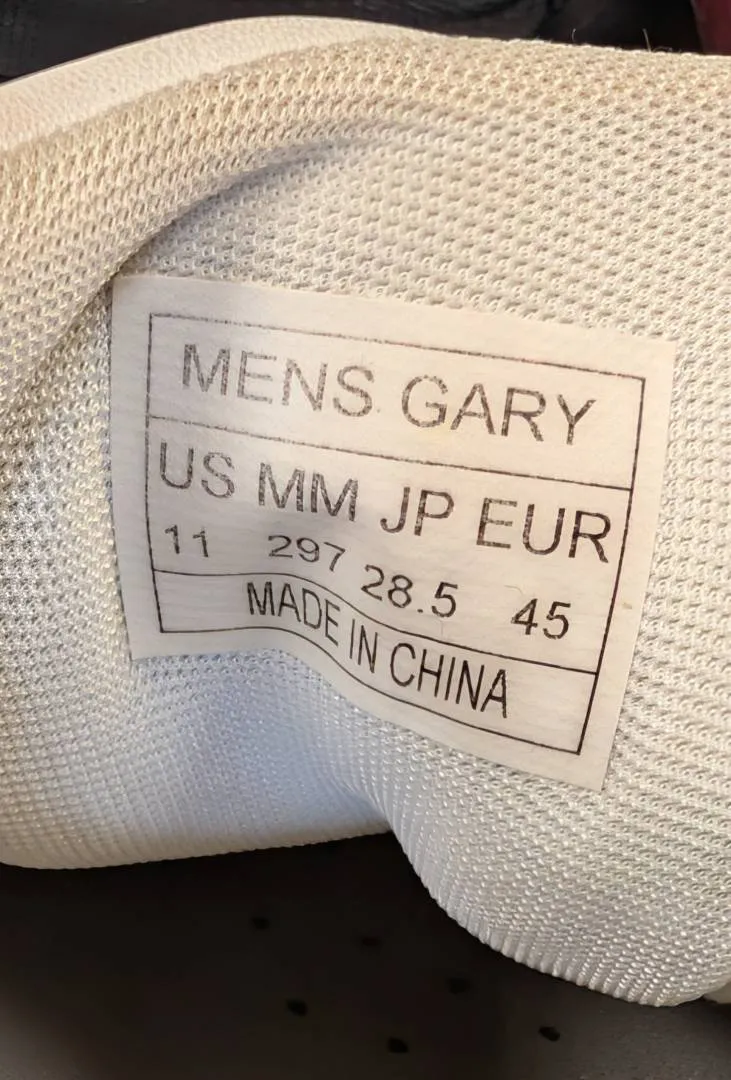 MENS GARY
US MM JP EUR
11 297 28.5 45
MADE IN CHINA